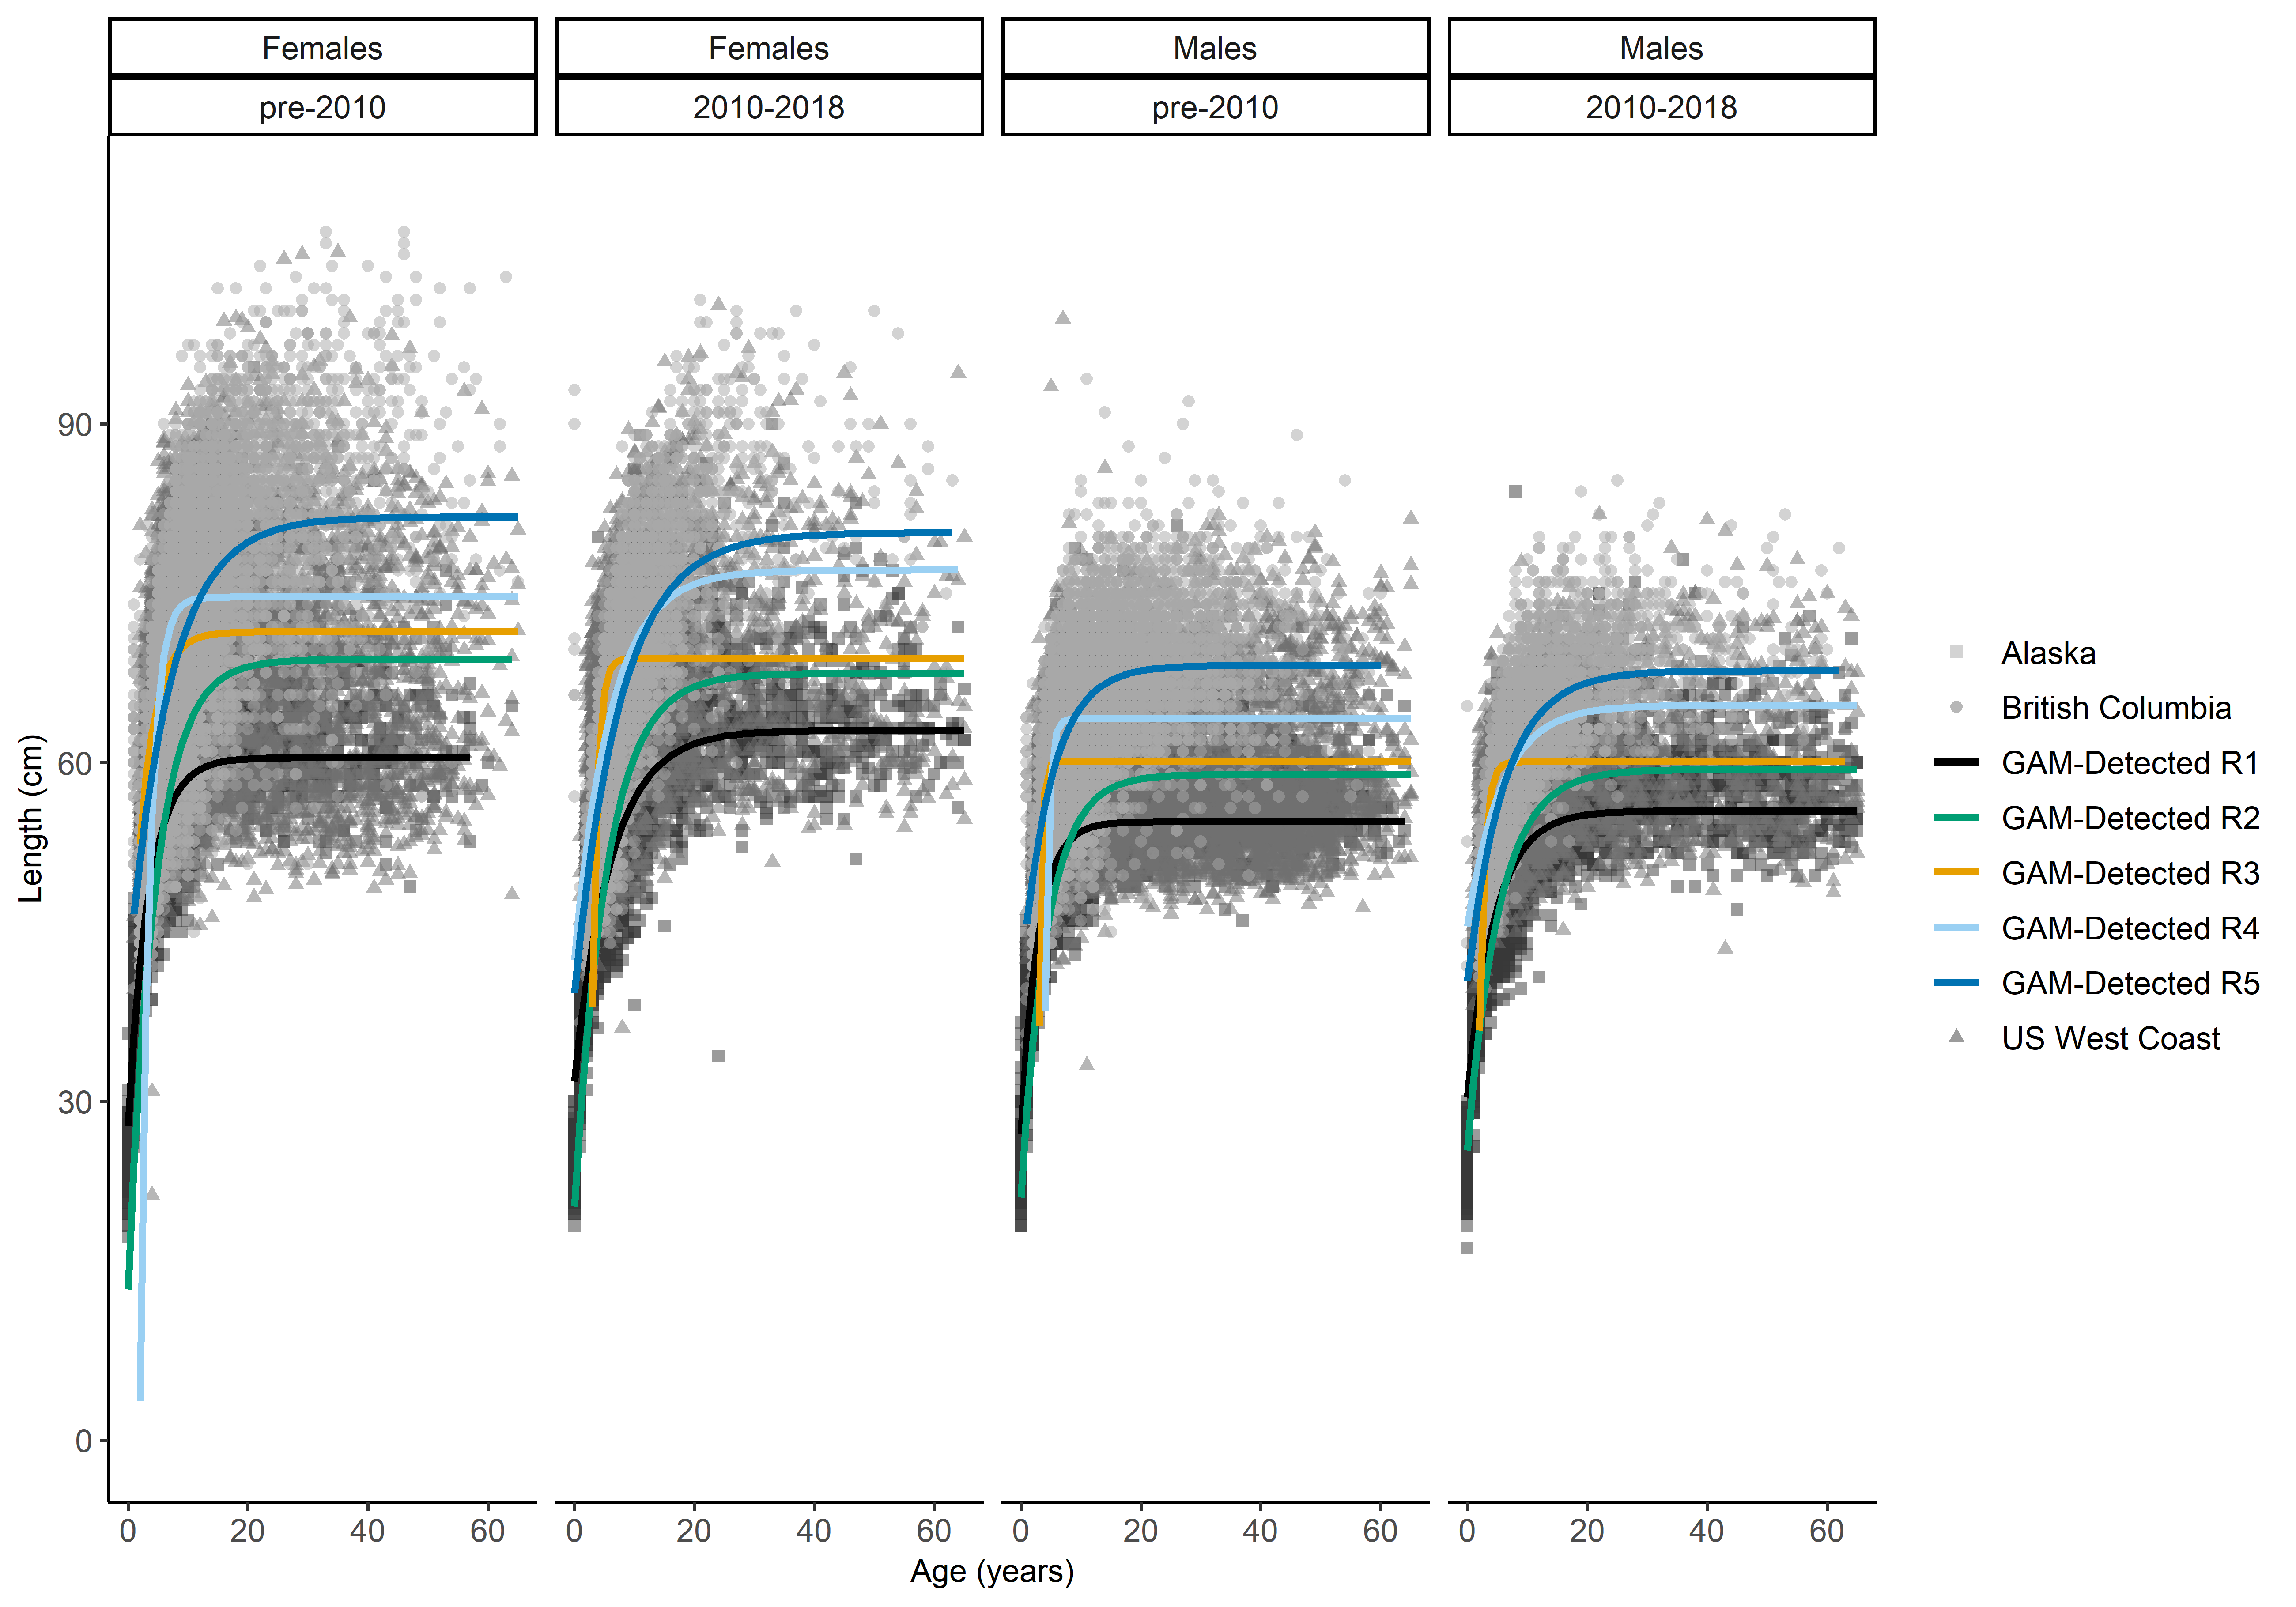 Females
Females
Males
Males
pre-2010
2010-2018
pre-2010
2010-2018
Length (cm)
90
60
30
0
0 20 40 60
0 20 40 60
0 20 40 60
0 20 40 60
Age (years)
Alaska
British Columbia
GAM-Detected R1
GAM-Detected R2
GAM-Detected R3
GAM-Detected R4
GAM-Detected R5
US West Coast